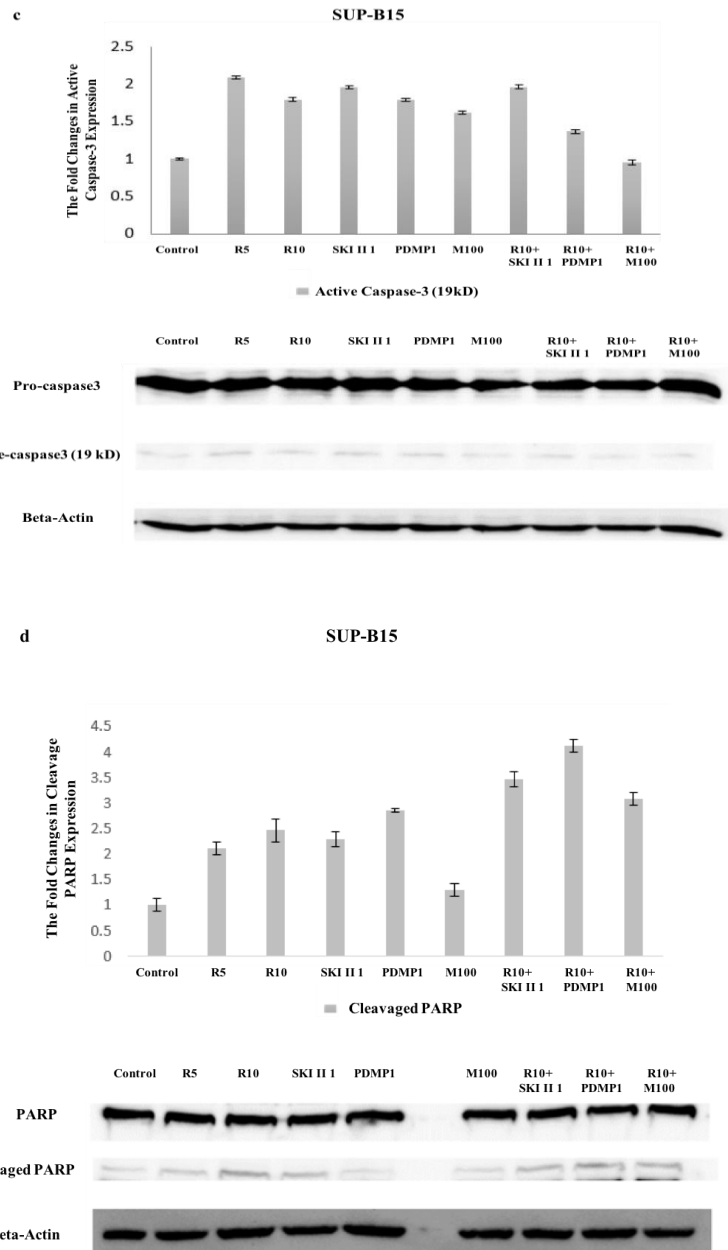 c
SUP-B15
The Fold Changes in Active
Caspase-3 Expression
2.5
2
1.5
1
0.5
0
Control R5 R10 SKI II 1 PDMP1 M100 R10+ R10+ R10+
SKI II 1 PDMP1 M100
Active Caspase-3 (19kD)
Control R5 R10 SKI II 1 PDMP1 M100 R10+ R10+ R10+
SKI II 1 PDMP1 M100
Pro-caspase3
e-caspase3 (19 kD)
Beta-Actin
d
SUP-B15
The Fold Changes in Cleavage
PARP Expression
4.5
4
3.5
3
2.5
2
1.5
1
0.5
0
Control R5 R10 SKI II 1 PDMP1 M100 R10+ R10+ R10+
SKI II 1 PDMP1 M100
Cleavaged PARP
Control R5 R10 SKI II 1 PDMP1 M100 R10+ R10+ R10+
SKI II 1 PDMP1 M100
PARP
aged PARP
eta-Actin